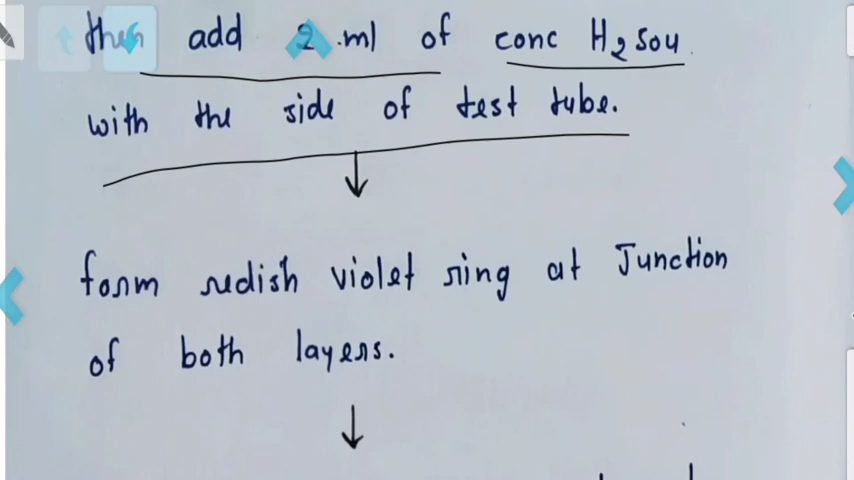 then add 2 ml of conc H2SO4
with the side of test tube.
↓
form redish violet ring at Junction
of both layers.
↓